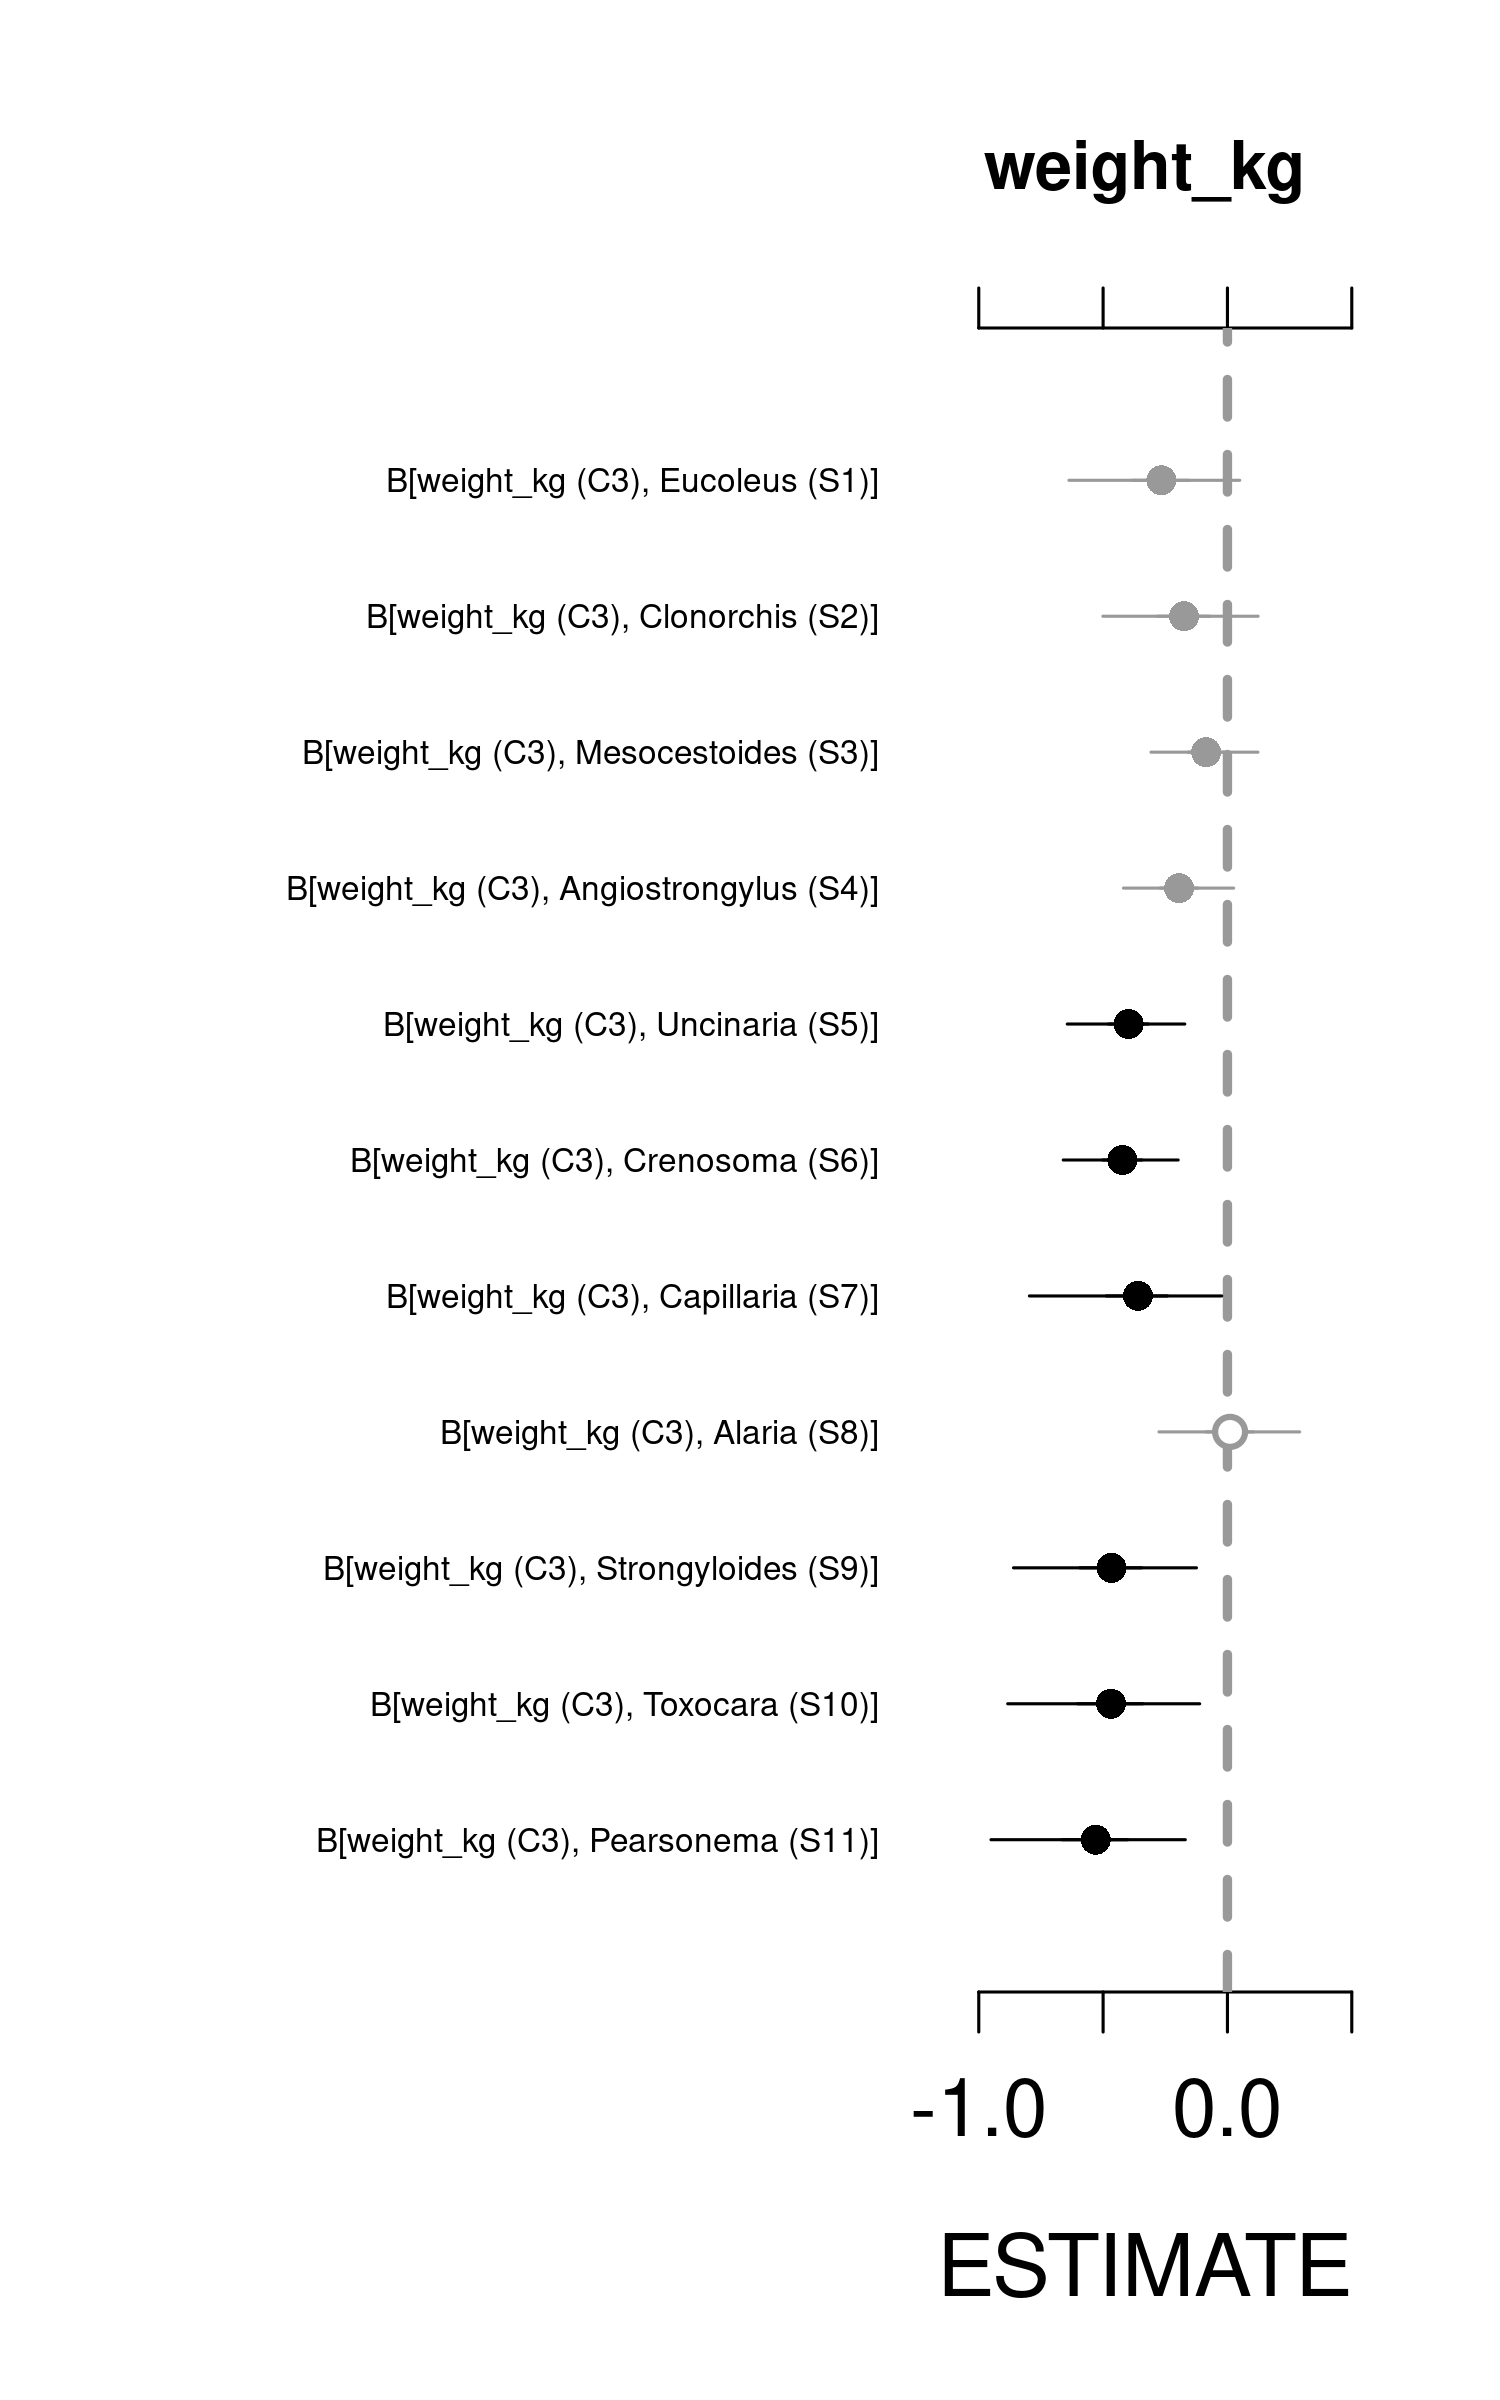 weight_kg
B[weight_kg (C3), Eucoleus (S1)]
B[weight_kg (C3), Clonorchis (S2)]
B[weight_kg (C3), Mesocestoides (S3)]
B[weight_kg (C3), Angiostrongylus (S4)]
B[weight_kg (C3), Uncinaria (S5)]
B[weight_kg (C3), Crenosoma (S6)]
B[weight_kg (C3), Capillaria (S7)]
B[weight_kg (C3), Alaria (S8)]
B[weight_kg (C3), Strongyloides (S9)]
B[weight_kg (C3), Toxocara (S10)]
B[weight_kg (C3), Pearsonema (S11)]
-1.0 0.0
ESTIMATE